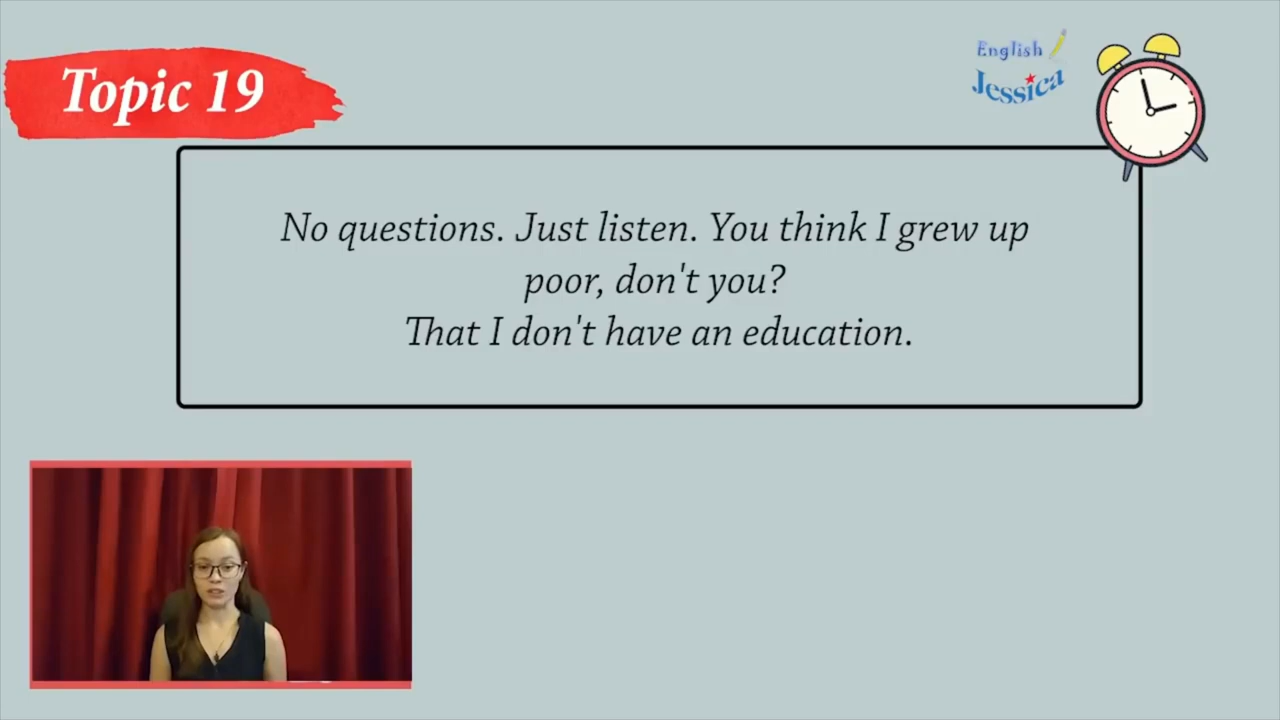 Topic 19
English
Jessica
No questions. Just listen. You think I grew up
poor, don't you?
That I don't have an education.